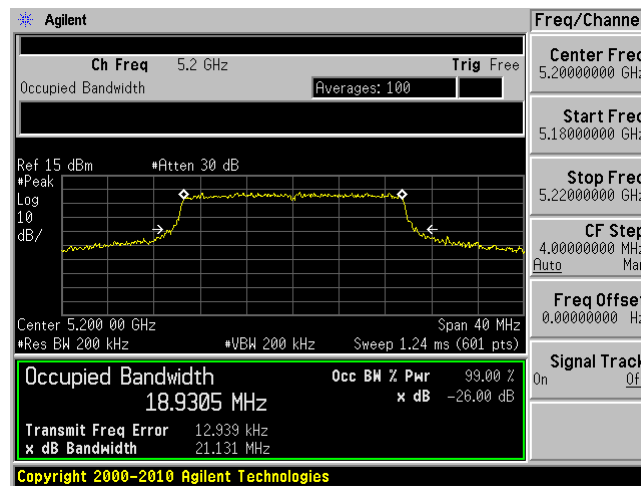 Agilent
Freq/Channe
Ch Freq 5.2 GHz Trig Free
Occupied Bandwidth Averages: 100
Center Freq
5.20000000 GHz
Start Freq
5.18000000 GHz
Stop Freq
5.22000000 GHz
CF Step
4.00000000 MHz
Auto Man
Freq Offset
0.00000000 Hz
Signal Track
On Off
Ref 15 dBm #Atten 30 dB
#Peak
Log
10
dB/
Center 5.200 00 GHz Span 40 MHz
#Res BW 200 kHz #VBW 200 kHz Sweep 1.24 ms (601 pts)
Occupied Bandwidth Occ BW % Pwr 99.00 %
18.9305 MHz x dB -26.00 dB
Transmit Freq Error 12.939 kHz
x dB Bandwidth 21.131 MHz
Copyright 2000-2010 Agilent Technologies